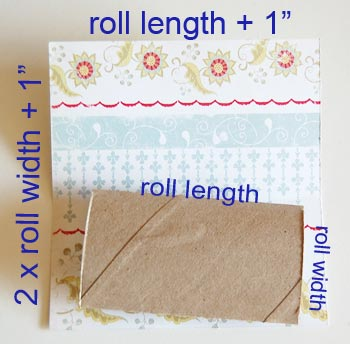 roll length + 1”
2 x roll width + 1”
roll length
roll width